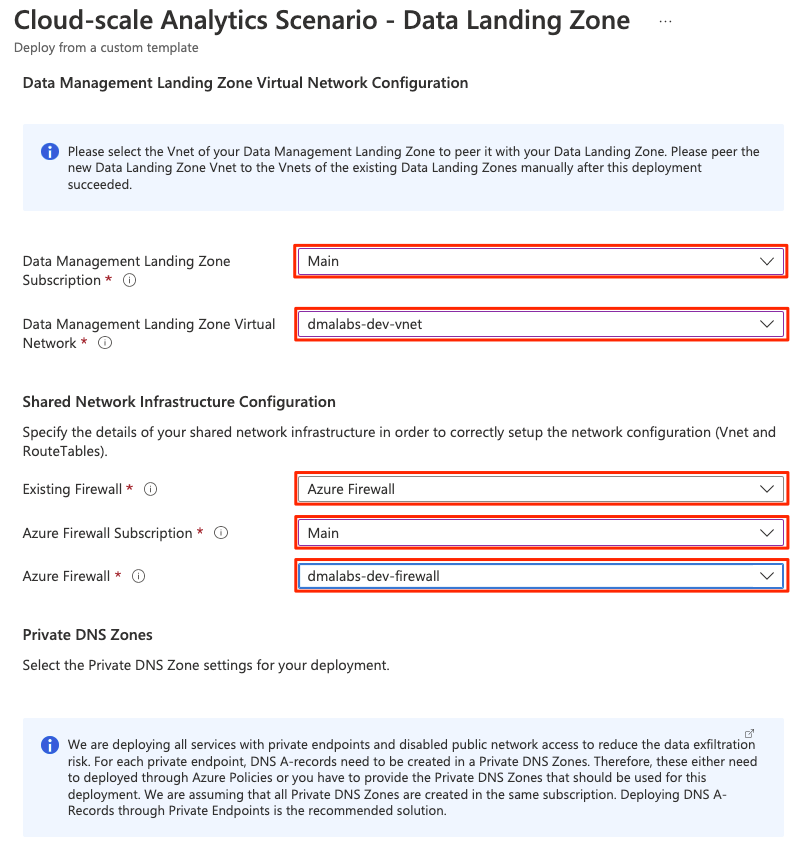 Cloud-scale Analytics Scenario - Data Landing Zone ...
Deploy from a custom template
Data Management Landing Zone Virtual Network Configuration
Please select the Vnet of your Data Management Landing Zone to peer it with your Data Landing Zone. Please peer the
new Data Landing Zone Vnet to the Vnets of the existing Data Landing Zones manually after this deployment
succeeded.
Data Management Landing Zone
Subscription *
Main
Data Management Landing Zone Virtual
Network *
dmalabs-dev-vnet
Shared Network Infrastructure Configuration
Specify the details of your shared network infrastructure in order to correctly setup the network configuration (Vnet and
RouteTables).
Existing Firewall *
Azure Firewall
Azure Firewall Subscription *
Main
Azure Firewall *
dmalabs-dev-firewall
Private DNS Zones
Select the Private DNS Zone settings for your deployment.
We are deploying all services with private endpoints and disabled public network access to reduce the data exfiltration
risk. For each private endpoint, DNS A-records need to be created in a Private DNS Zones. Therefore, these either need
to deployed through Azure Policies or you have to provide the Private DNS Zones that should be used for this
deployment. We are assuming that all Private DNS Zones are created in the same subscription. Deploying DNS A-
Records through Private Endpoints is the recommended solution.